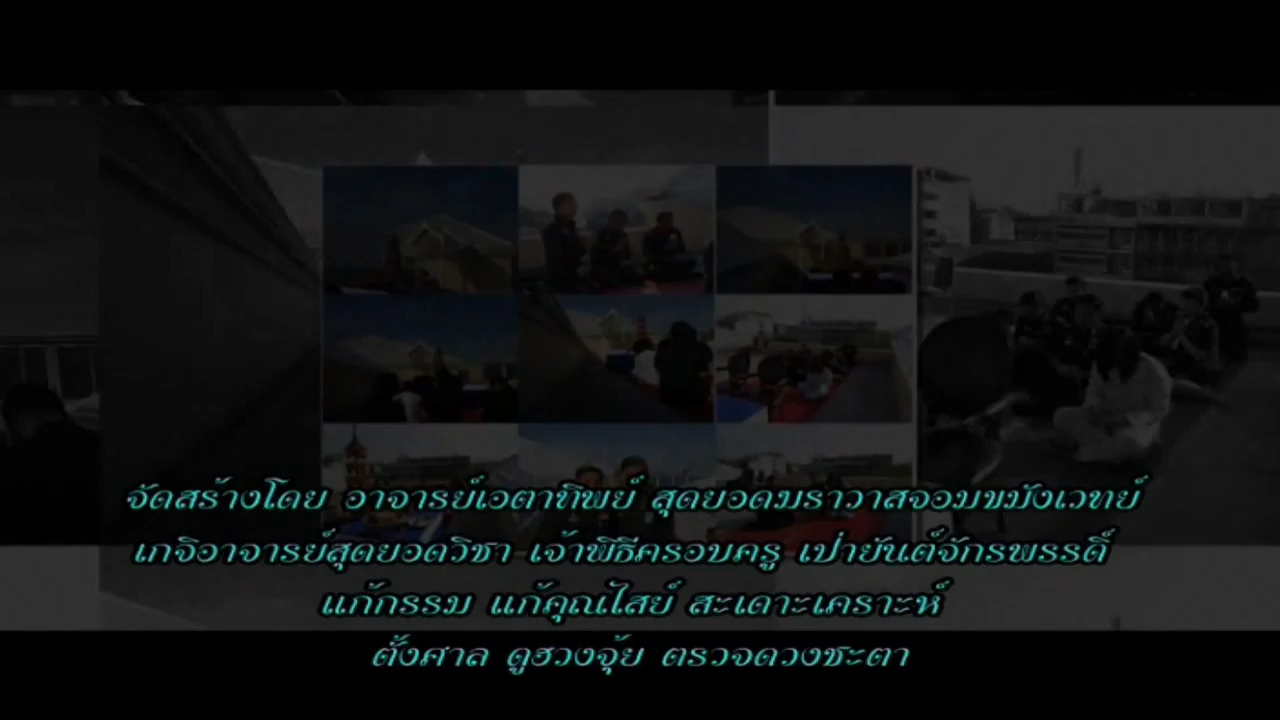 จัดสร้างโดย อาจารย์เอตาทิพย์ สุดยอดมราวาสจอมขมังเวทย์
เกจิอาจารย์สุดยอดวิชา เจ้าพิธีครอบครู เป่ายันต์จักรพรรดิ์
แก้กรรม แก้คุณไสย์ สะเดาะเคราะห์
ตั้งศาล ดูฮวงจุ้ย ตรวจดวงชะตา